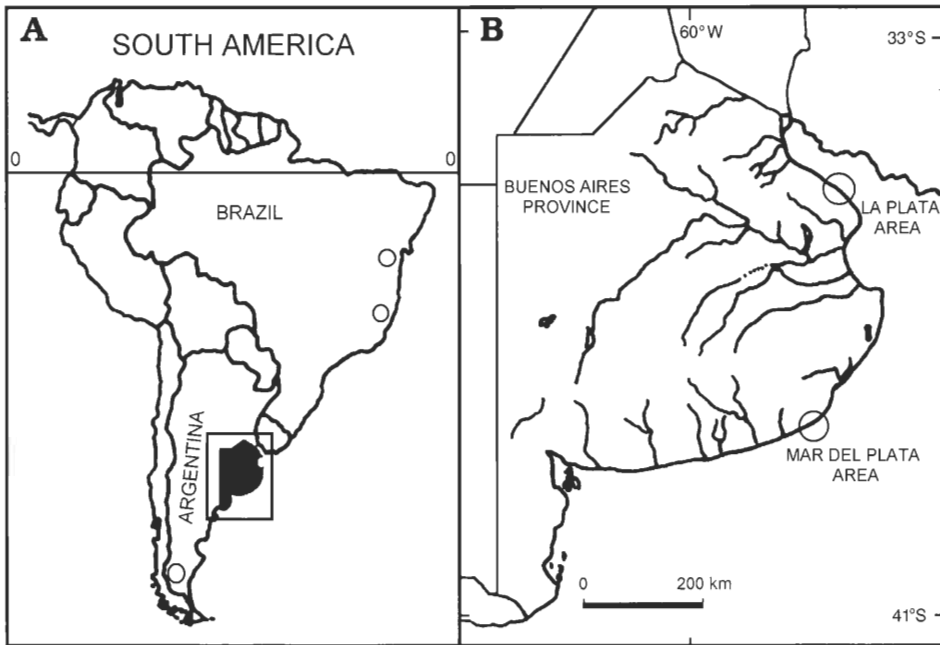 A
SOUTH AMERICA
0
0
BRAZIL
ARGENTINA
B
60°W
33°S
BUENOS AIRES
PROVINCE
LA PLATA
AREA
MAR DEL PLATA
AREA
0
200 km
41°S